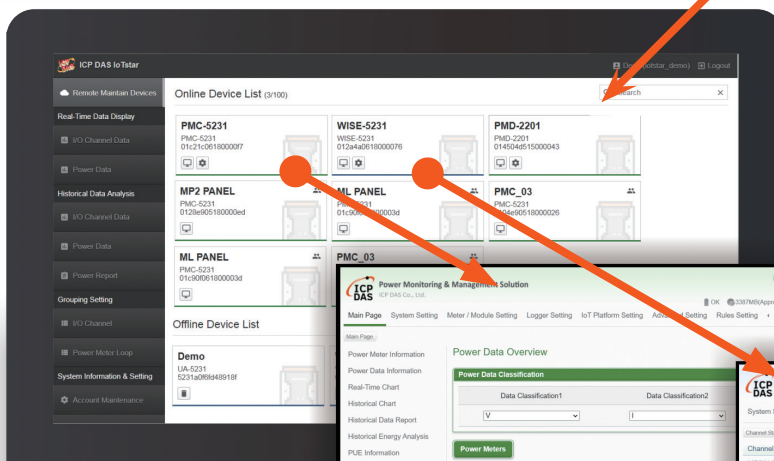 ICP DAS IoTstar
Logout
Remote Maintain Devices
Online Device List (3/100)
Real-Time Data Display
I/O Channel Data
Power Data
Historical Data Analysis
I/O Channel Data
Power Data
Power Report
Grouping Setting
I/O Channel
Power Meter Loop
System Information & Setting
Account Maintenance
PMC-5231
PMC-5231
01c21c06180000f7
WISE-5231
WISE-5231
012a4a0618000076
PMD-2201
PMD-2201
014504d515000043
MP2 PANEL
PMC-5231
0128e905180000ed
ML PANEL
PMC_03
PMC-5231
ML PANEL
PMC-5231
01c90f061800003d
PMC_03
Offline Device List
Demo
UA-5231
5231a0f6fd48918f
ICP DAS
Power Monitoring & Management Solution
ICP DAS Co., Ltd.
OK
Main Page System Setting Meter / Module Setting Logger Setting IoT Platform Setting Advanced Setting Rules Setting
Main Page
Power Meter Information
Power Data Information
Real-Time Chart
Historical Chart
Historical Data Report
Historical Energy Analysis
PUE Information
Power Data Overview
Power Data Classification
Data Classification1 Data Classification2
V I
Power Meters
ICP DAS
System
Channel